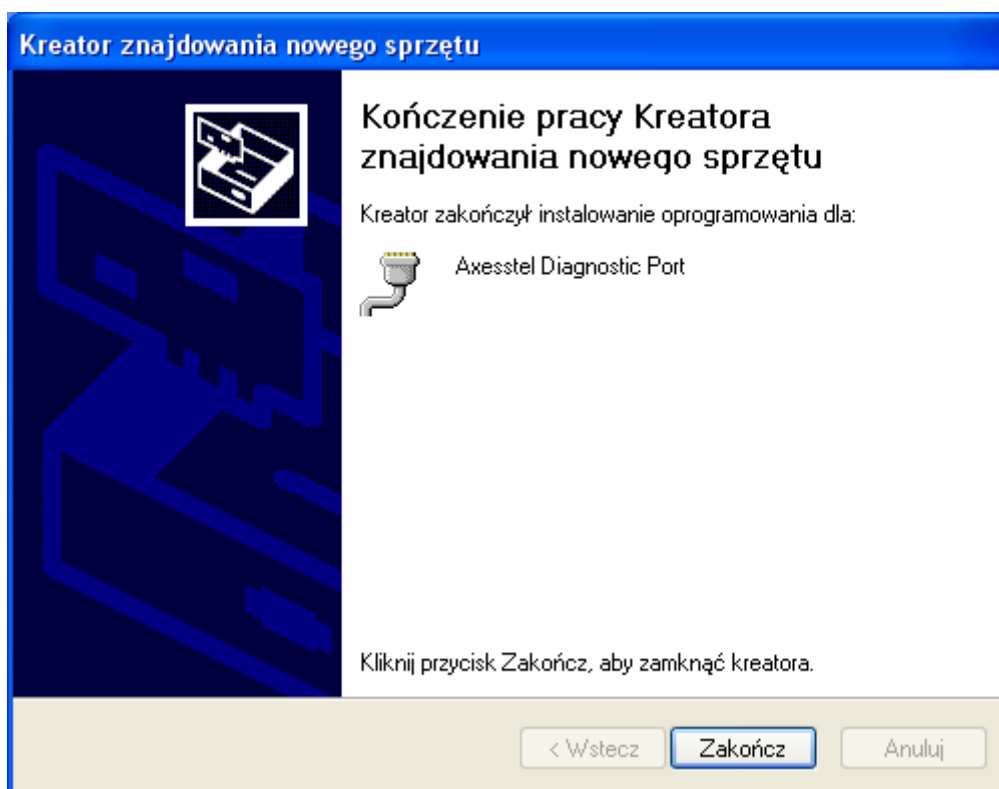 Kreator znajdowania nowego sprzętu
Kończenie pracy Kreatora
znajdowania nowego sprzętu
Kreator zakończył instalowanie oprogramowania dla:
Axesstel Diagnostic Port
Kliknij przycisk Zakończ, aby zamknąć kreatora.
< Wstecz
Zakończ
Anuluj